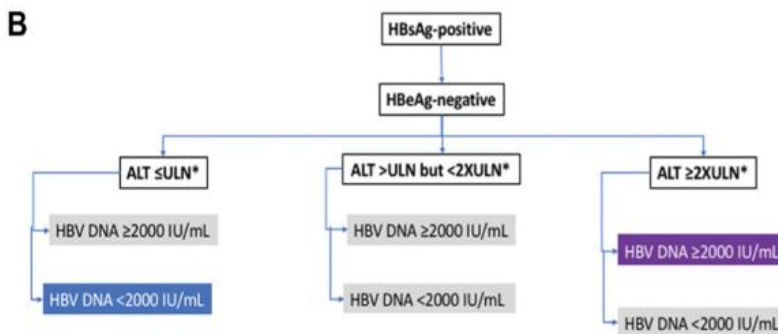 B
HBsAg-positive
HBeAg-negative
ALT ≤ULN*
ALT >ULN but <2XULN*
ALT ≥2XULN*
HBV DNA ≥2000 IU/mL
HBV DNA ≥2000 IU/mL
HBV DNA ≥2000 IU/mL
HBV DNA <2000 IU/mL
HBV DNA <2000 IU/mL
HBV DNA <2000 IU/mL